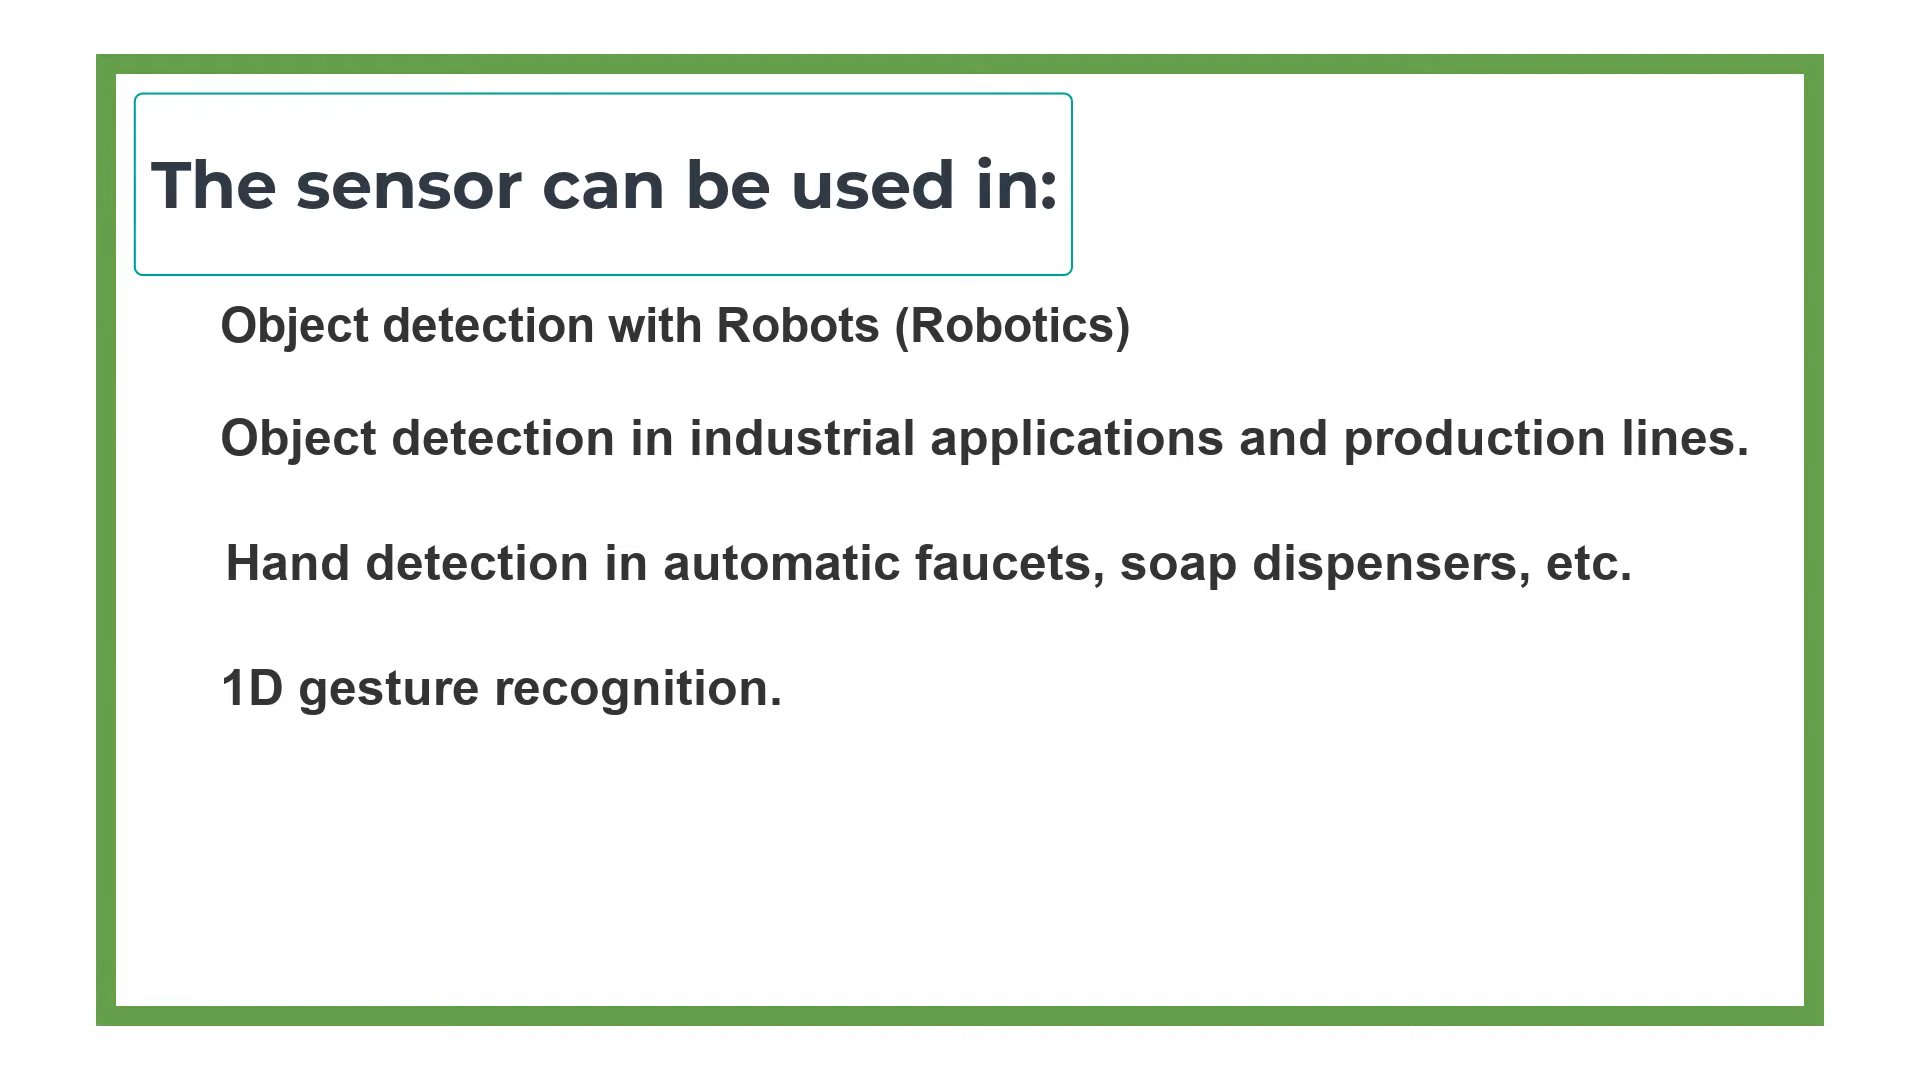 The sensor can be used in:
Object detection with Robots (Robotics)
Object detection in industrial applications and production lines.
Hand detection in automatic faucets, soap dispensers, etc.
1D gesture recognition.